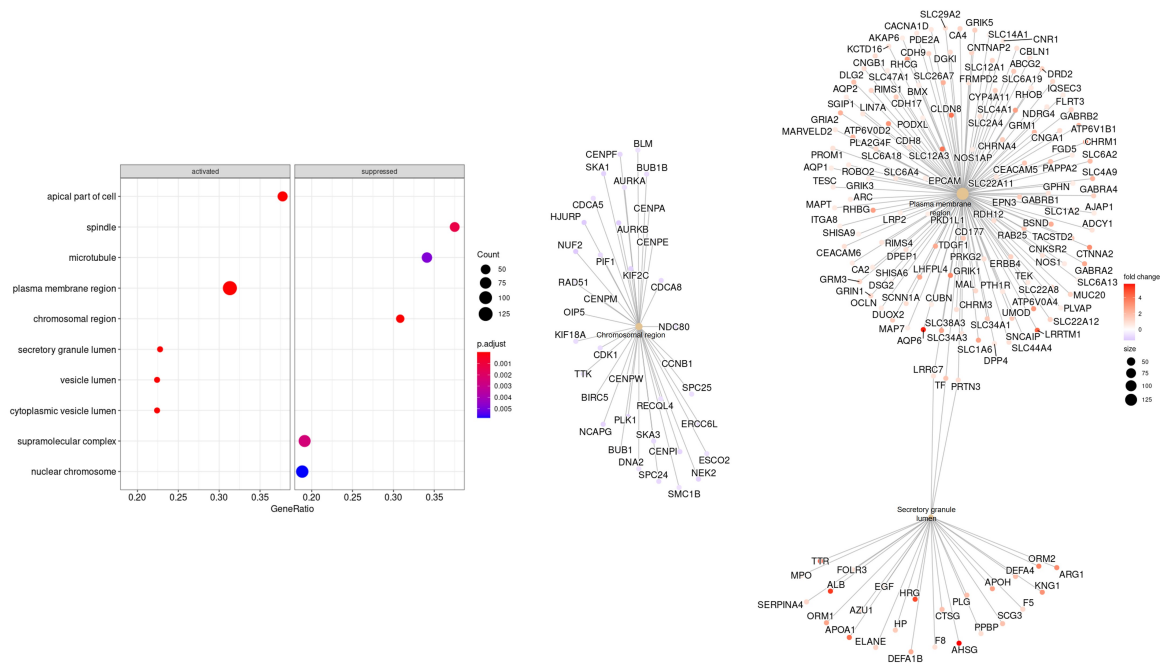 activated
suppressed
apical part of cell
spindle
microtubule
plasma membrane region
chromosomal region
secretory granule lumen
vesicle lumen
cytoplasmic vesicle lumen
supramolecular complex
nuclear chromosome
0.20 0.25 0.30 0.35
0.20 0.25 0.30 0.35
GeneRatio
Count
50
75
100
125
p.adjust
0.001
0.002
0.003
0.004
0.005
BLM
CENPF
SKA1
BUB1B
AURKA
CDCA5
CENPA
HJURP
AURKB
NUF2
CENPE
PIF1
KIF2C
RAD51
CDCA8
CENPM
OIP5
NDC80
KIF18A
Chromosomal region
CDK1
CCNB1
TTK
CENPW
SPC25
BIRC5
RECQL4
PLK1
ERCC6L
NCAPG
SKA3
BUB1
CENPI
DNA2
ESCO2
SPC24
NEK2
SMC1B
SLC29A2
CACNA1D
GRIK5
AKAP6
PDE2A
CA4
SLC14A1
CNR1
KCTD16
CDH9
CNTNAP2
CBLN1
CNGB1
RHCG
DGKI
SLC12A1
ABCG2
DRD2
DLG2
SLC47A1
SLC26A7
FRMPD2
SLC6A19
IQSEC3
AQP2
RIMS1
BMX
CYP4A11
RHOB
FLRT3
SGIP1
LIN7A
CDH17
CLDN8
SLC4A1
NDRG4
GABRB2
GRIA2
PODXL
SLC2A4
GRM1
ATP6V1B1
MARVELD2
ATP6V0D2
CNGA1
CHRM1
PLA2G4F
CDH8
CHRNA4
FGD5
PROM1
SLC6A18
SLC12A3
NOS1AP
SLC6A2
AQP1
ROBO2
SLC6A4
CEACAM5
PAPPA2
SLC4A9
TESC
GRIK3
EPCAM
SLC22A11
GPHN
GABRA4
MAPT
ARC
Plasma membrane
region
EPN3
GABRB1
AJAP1
RHBG
RDH12
SLC1A2
ITGA8
LRP2
PKD1L1
BSND
ADCY1
SHISA9
CD177
RAB25
TACSTD2
CEACAM6
RIMS4
TDGF1
CNKSR2
CTNNA2
DPEP1
PRKG2
ERBB4
NOS1
CA2
SHISA6
LHFPL4
GRIK1
TEK
GABRA2
GRM3
DSG2
MAL
PTH1R
SLC22A8
SLC6A13
GRIN1
SCNN1A
CUBN
ATP6V0A4
MUC20
OCLN
CHRM3
UMOD
PLVAP
DUOX2
SLC38A3
SLC34A1
SLC22A12
MAP7
AQP6
SLC34A3
SNCAIP
LRRTM1
SLC1A6
SLC44A4
DPP4
LRRC7
TF
PRTN3
fold change
4
2
0
size
50
75
100
125
Secretory granule
lumen
TTR
ORM2
MPO
FOLR3
DEFA4
ARG1
ALB
EGF
APOH
KNG1
SERPINA4
HRG
PLG
F5
AZU1
CTSG
SCG3
ORM1
HP
PPBP
APOA1
ELANE
F8
AHSG
DEFA1B